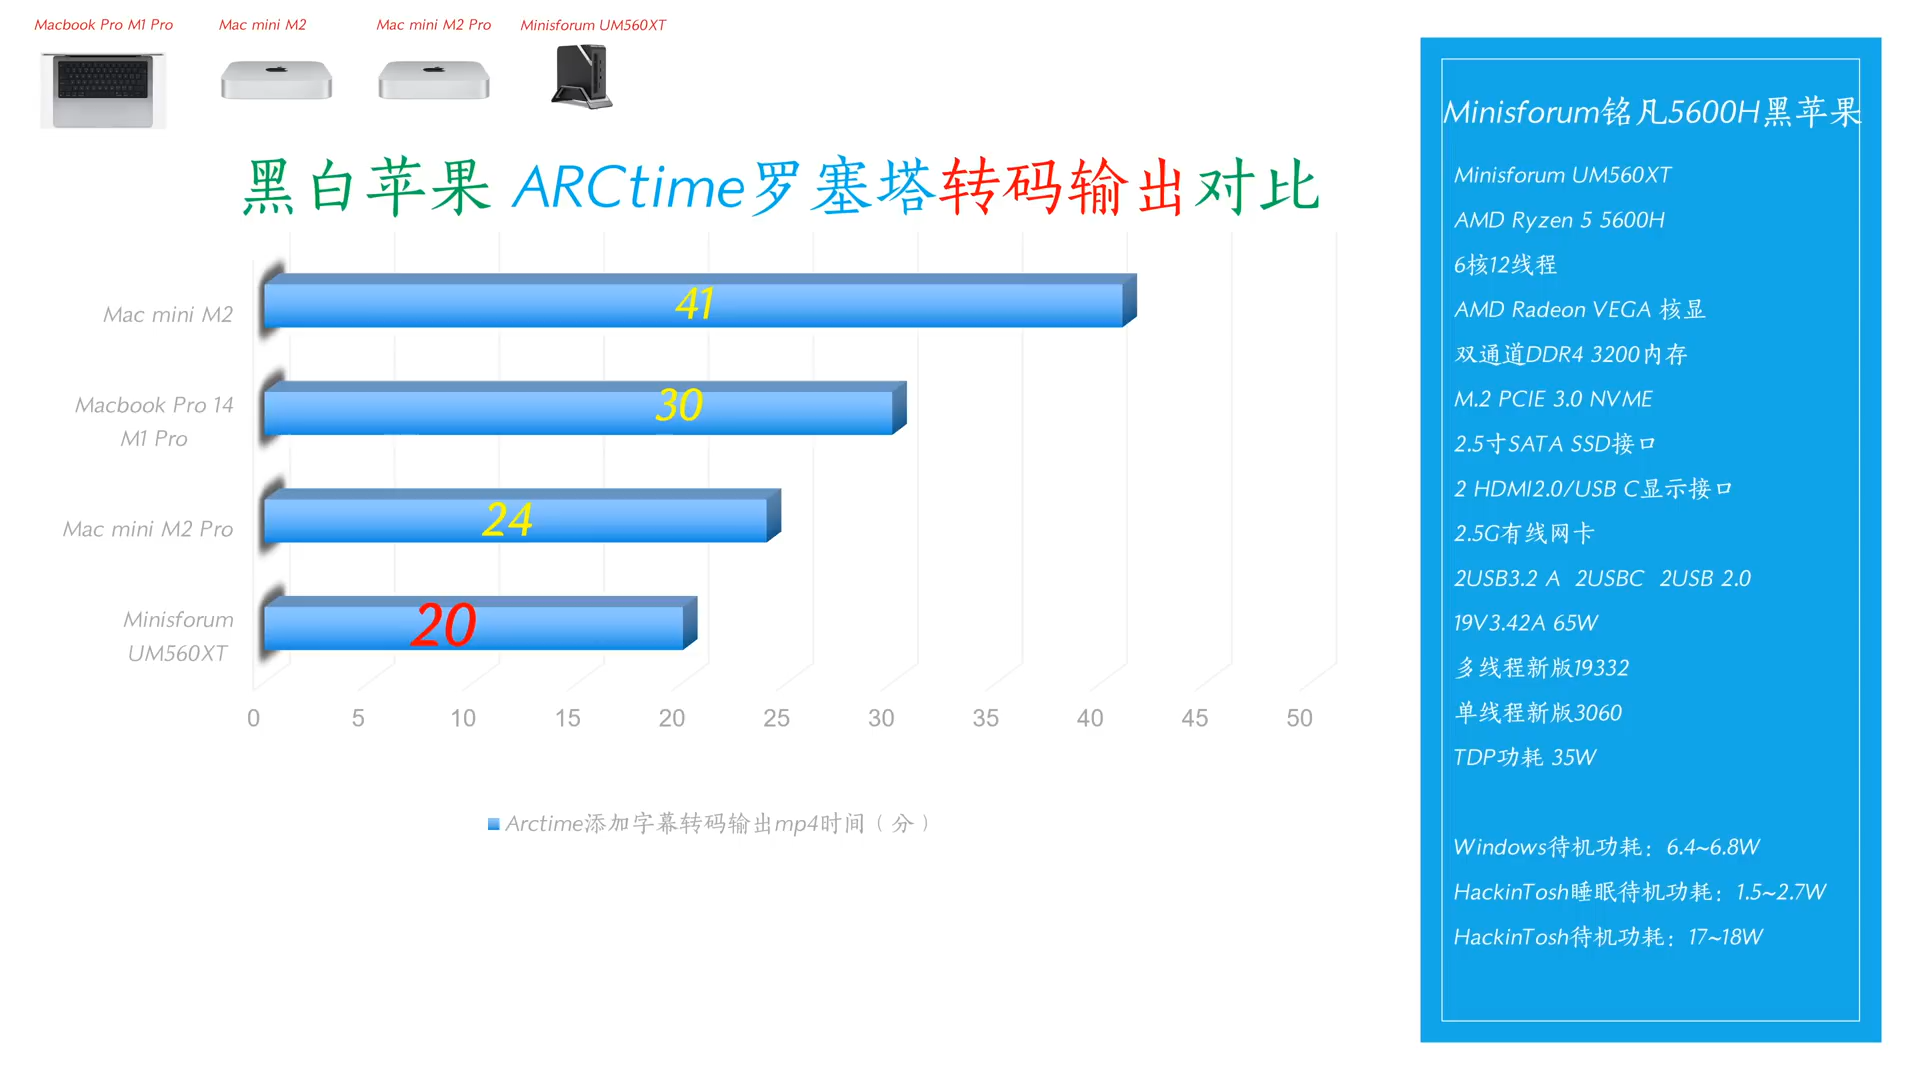 Macbook Pro M1 Pro
Mac mini M2
Mac mini M2 Pro
Minisforum UM560XT
黑白苹果 ARCtime罗塞塔转码输出对比
Mac mini M2
41
Macbook Pro 14
M1 Pro
30
Mac mini M2 Pro
24
Minisforum
UM560XT
20
0 5 10 15 20 25 30 35 40 45 50
Arctime添加字幕转码输出mp4时间（分）
Minisforum铭凡5600H黑苹果
Minisforum UM560XT
AMD Ryzen 5 5600H
6核12线程
AMD Radeon VEGA 核显
双通道DDR4 3200内存
M.2 PCIE 3.0 NVME
2.5寸SATA SSD接口
2 HDMI2.0/USB C显示接口
2.5G有线网卡
2USB3.2 A 2USBC 2USB 2.0
19V3.42A 65W
多线程新版19332
单线程新版3060
TDP功耗 35W
Windows待机功耗：6.4~6.8W
HackinTosh睡眠待机功耗：1.5~2.7W
HackinTosh待机功耗：17~18W